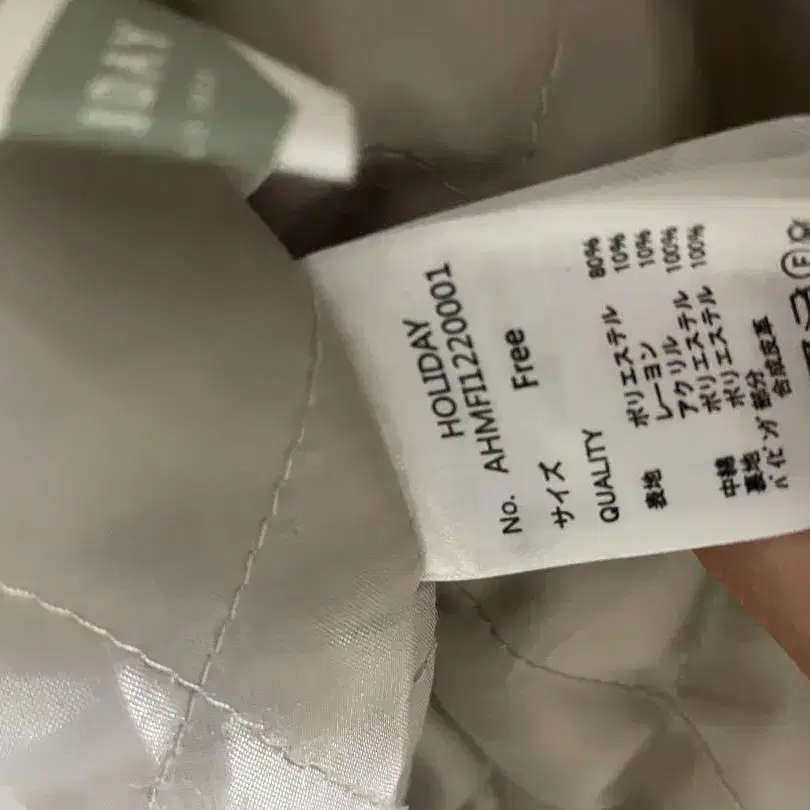 HOLIDAY
No. AHMFI1220001
サイズ Free
QUALITY
表地 ポリエステル 80%
レーヨン 10%
アクリル 10%
中綿 ポリエステル 100%
裏地 ポリエステル 100%
ﾊﾟｲﾋﾟﾝｸﾞ部分
合成皮革
F